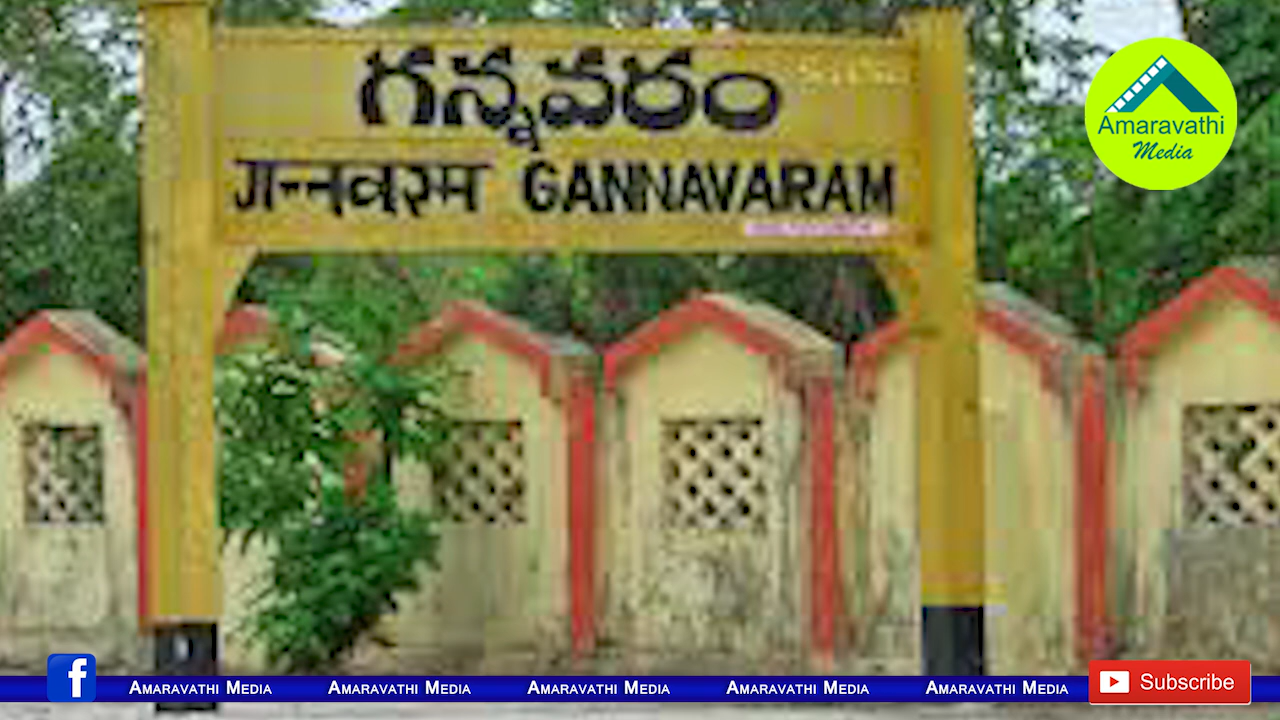 గన్నవరం
गन्नवरम GANNAVARAM
Amaravathi
Media
f Amaravathi Media Amaravathi Media Amaravathi Media Amaravathi Media Amaravathi Media Subscribe